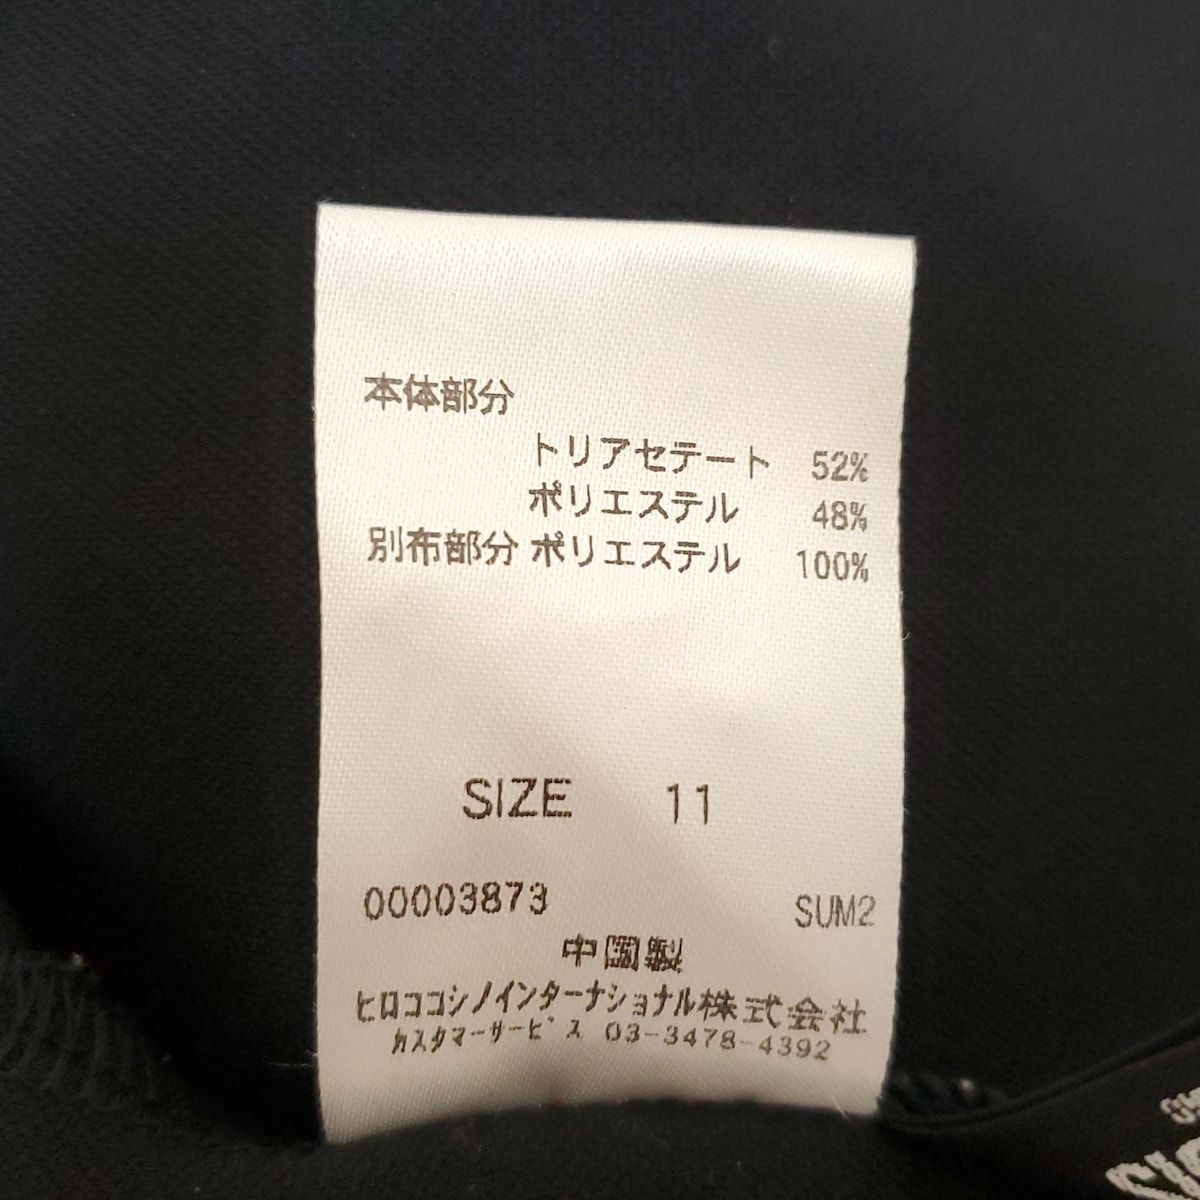 本体部分
トリアセテート 52%
ポリエステル 48%
別布部分 ポリエステル 100%
SIZE 11
00003873 SUM2
中国製
ヒロココシノインターナショナル株式会社
カスタマーサービス 03-3478-4392